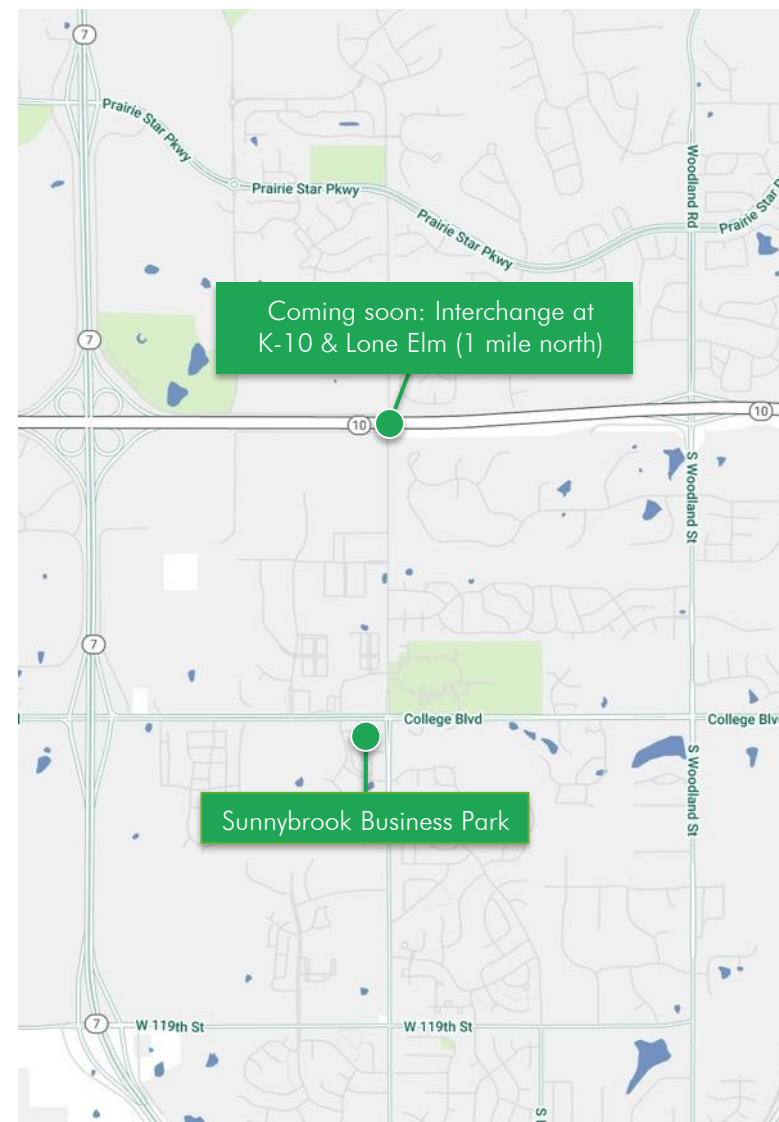 7
Prairie Star Pkwy
Prairie Star Pkwy
Prairie Star Pkwy
Woodland Rd
Prairie Star
Coming soon: Interchange at
K-10 & Lone Elm (1 mile north)
7
10
10
S Woodland St
7
College Blvd
College Blv
Sunnybrook Business Park
S Woodland St
7
W 119th St
W 119th St
S